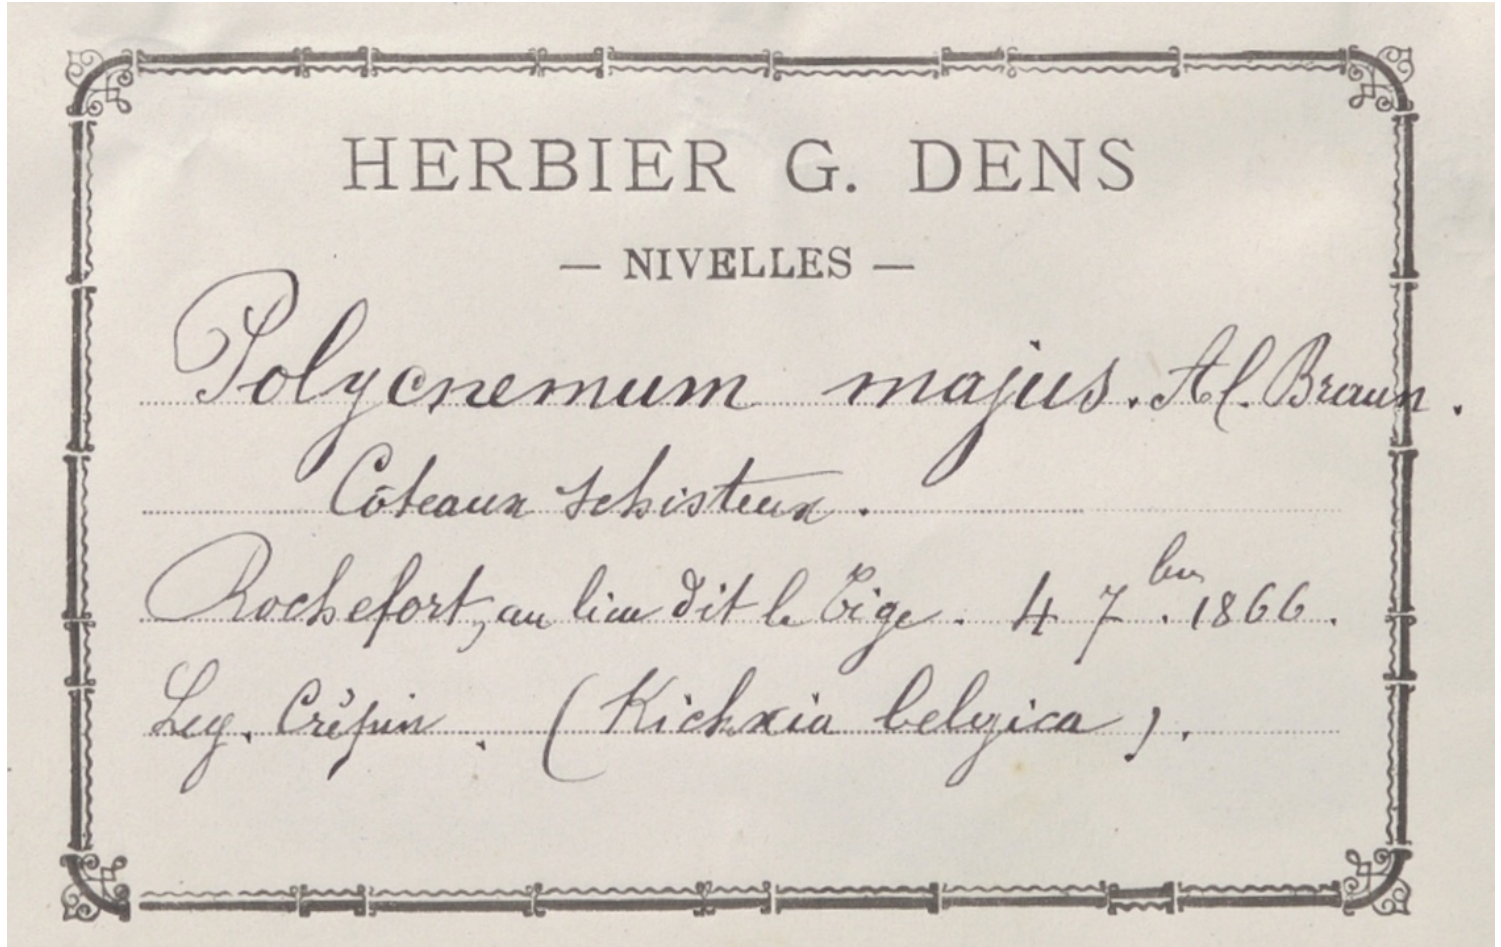 HERBIER G. DENS
— NIVELLES —
Polycnemum majus. Al. Braun.
Côteaux schisteux.
Rochefort, au lieu dit le Tige. 4 7bre. 1866.
Leg. Crépin. (Kickxia belgica).